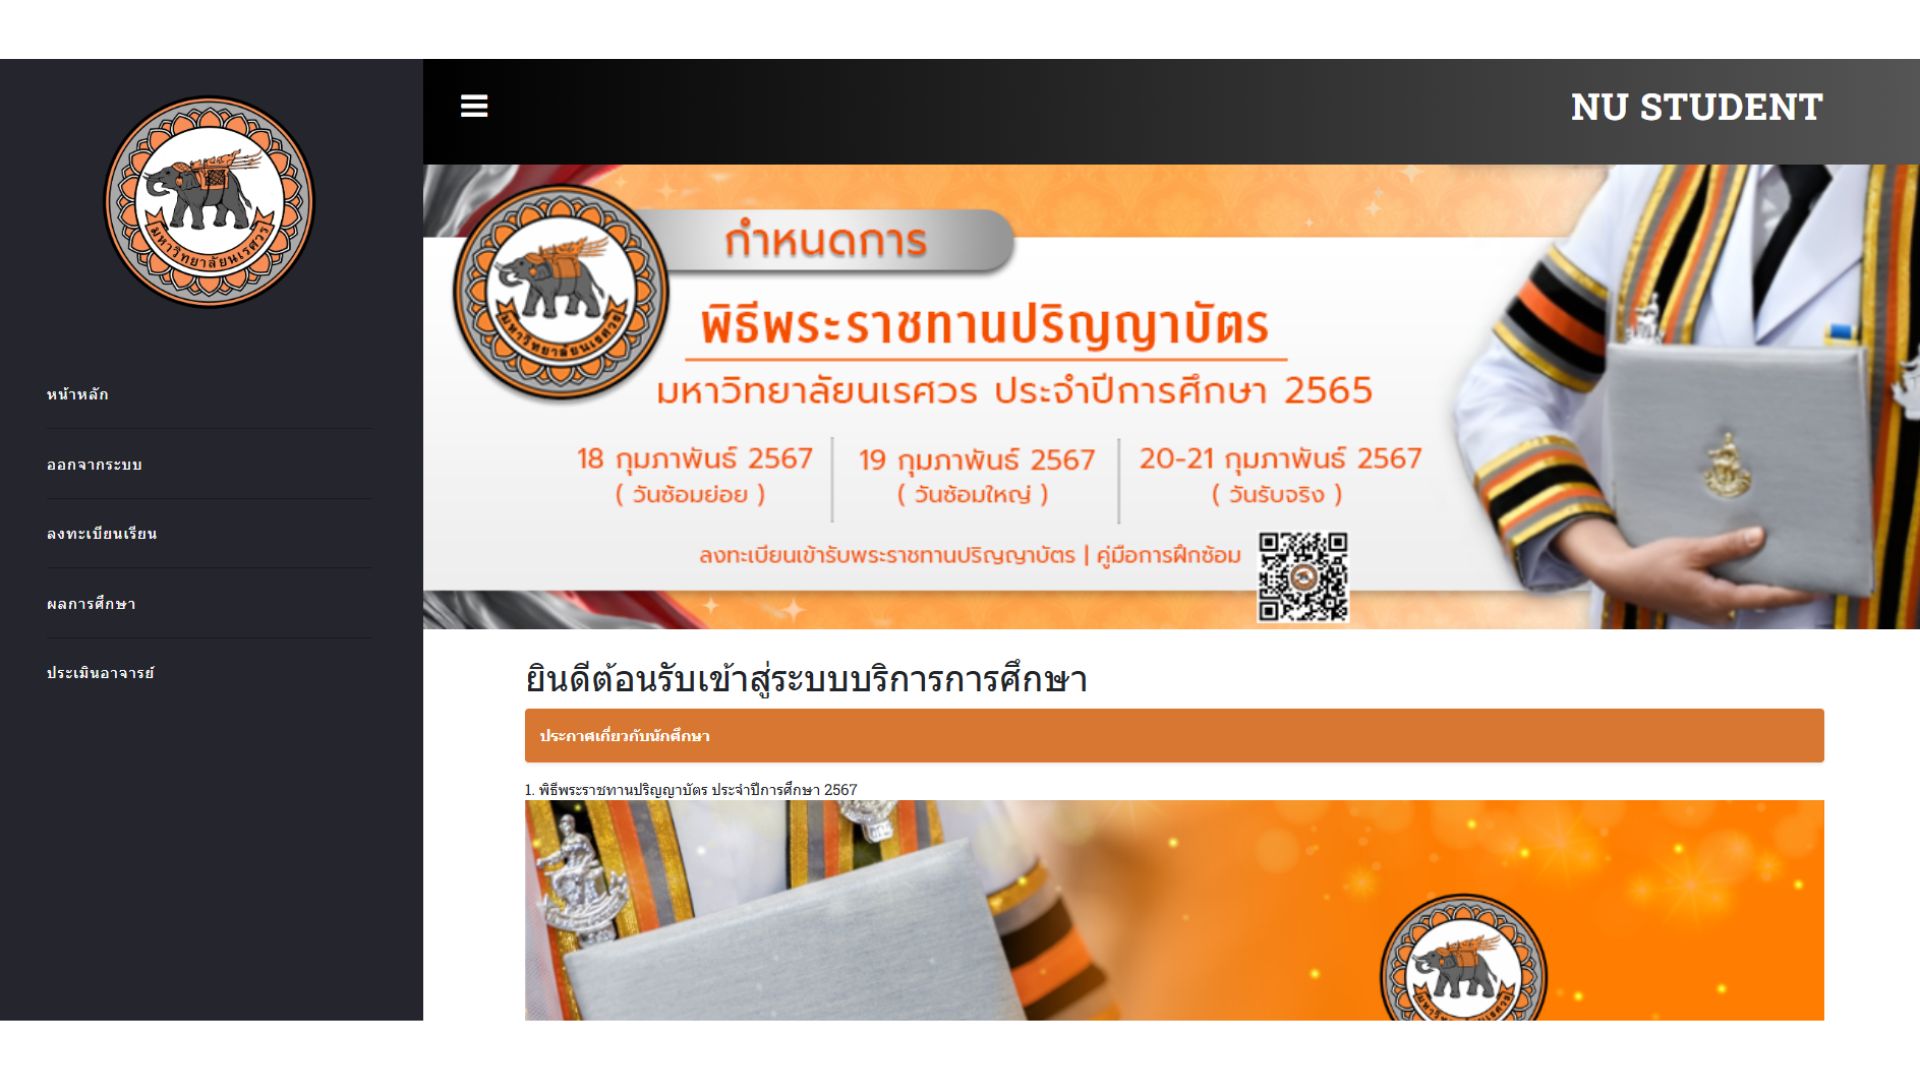 มหาวิทยาลัยนเรศวร
หน้าหลัก
ออกจากระบบ
ลงทะเบียนเรียน
ผลการศึกษา
ประเมินอาจารย์
NU STUDENT
มหาวิทยาลัยนเรศวร
กำหนดการ
พิธีพระราชทานปริญญาบัตร
มหาวิทยาลัยนเรศวร ประจำปีการศึกษา 2565
18 กุมภาพันธ์ 2567
( วันซ้อมย่อย )
19 กุมภาพันธ์ 2567
( วันซ้อมใหญ่ )
20-21 กุมภาพันธ์ 2567
( วันรับจริง )
ลงทะเบียนเข้ารับพระราชทานปริญญาบัตร | คู่มือการฝึกซ้อม
ยินดีต้อนรับเข้าสู่ระบบบริการการศึกษา
ประกาศเกี่ยวกับนักศึกษา
1. พิธีพระราชทานปริญญาบัตร ประจำปีการศึกษา 2567